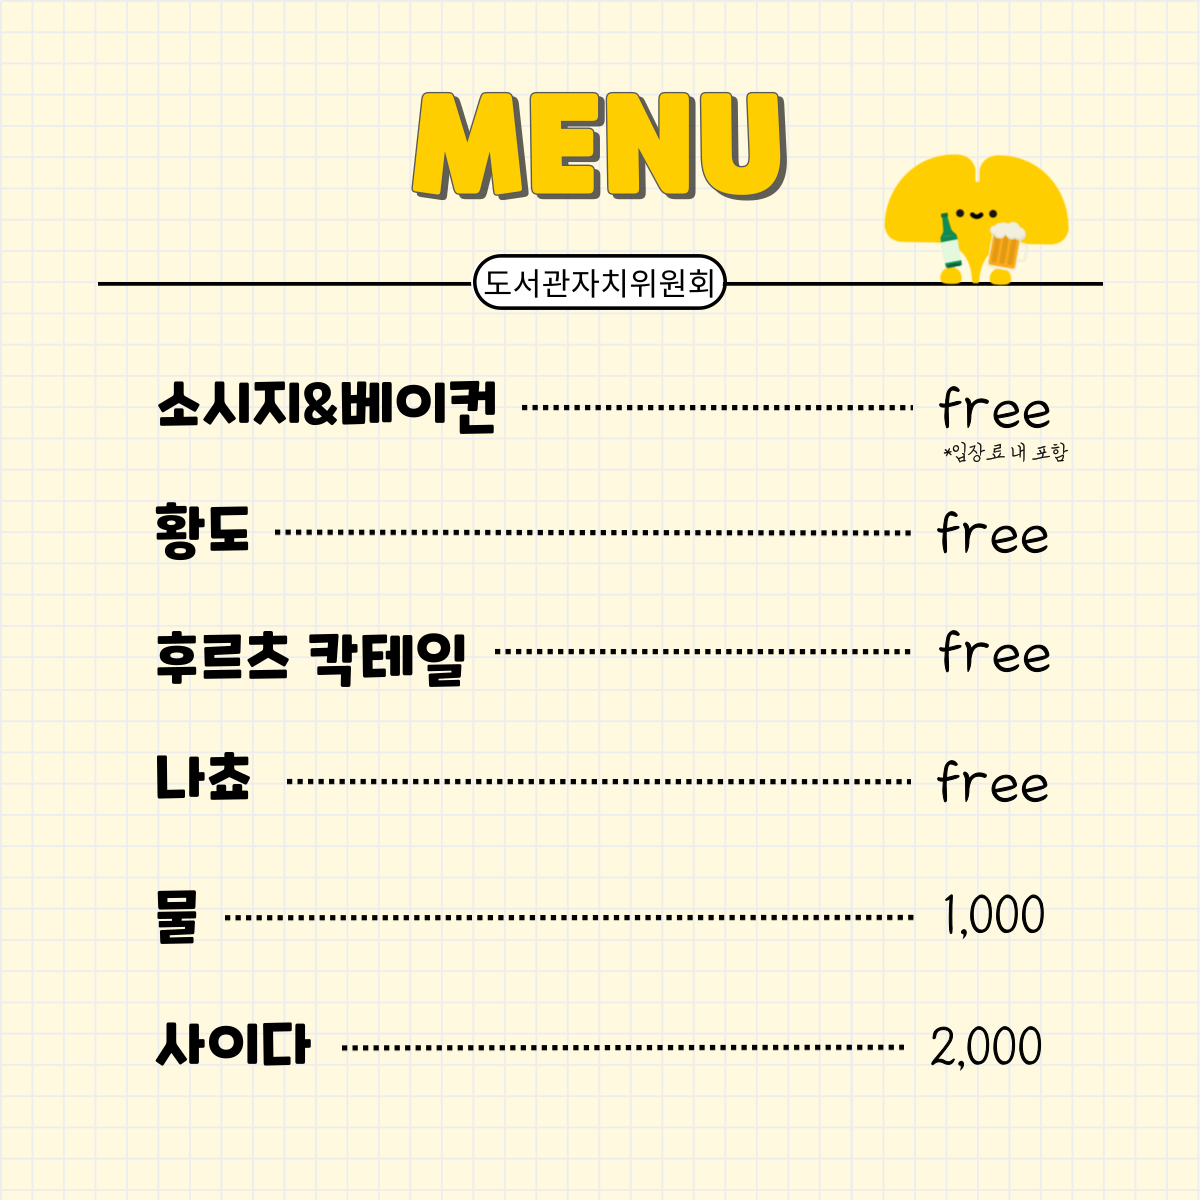 MENU
도서관자치위원회
소시지&베이컨 free
*입장료 내 포함
황도 free
후르츠 칵테일 free
나쵸 free
물 1,000
사이다 2,000